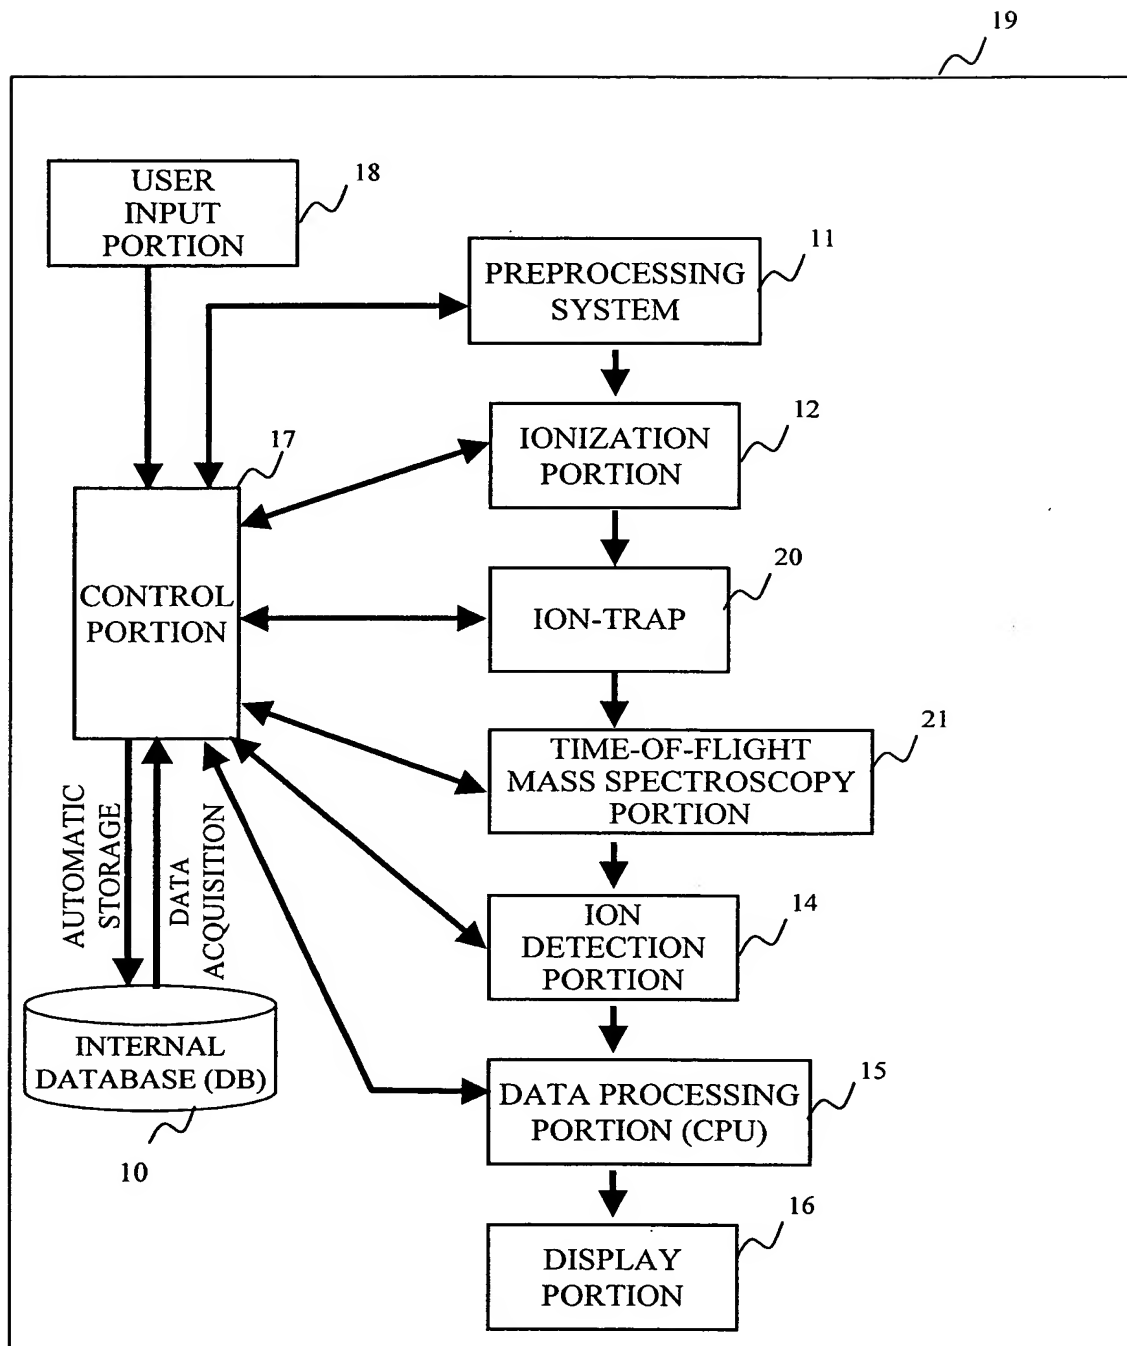 19
USER
INPUT
PORTION
18
PREPROCESSING
SYSTEM
11
IONIZATION
PORTION
12
17
CONTROL
PORTION
ION-TRAP
20
TIME-OF-FLIGHT
MASS SPECTROSCOPY
PORTION
21
AUTOMATIC
STORAGE
DATA
ACQUISITION
ION
DETECTION
PORTION
14
INTERNAL
DATABASE (DB)
10
DATA PROCESSING
PORTION (CPU)
15
DISPLAY
PORTION
16